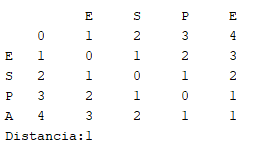 E S P E
0 1 2 3 4
E 1 0 1 2 3
S 2 1 0 1 2
P 3 2 1 0 1
A 4 3 2 1 1
Distancia:1